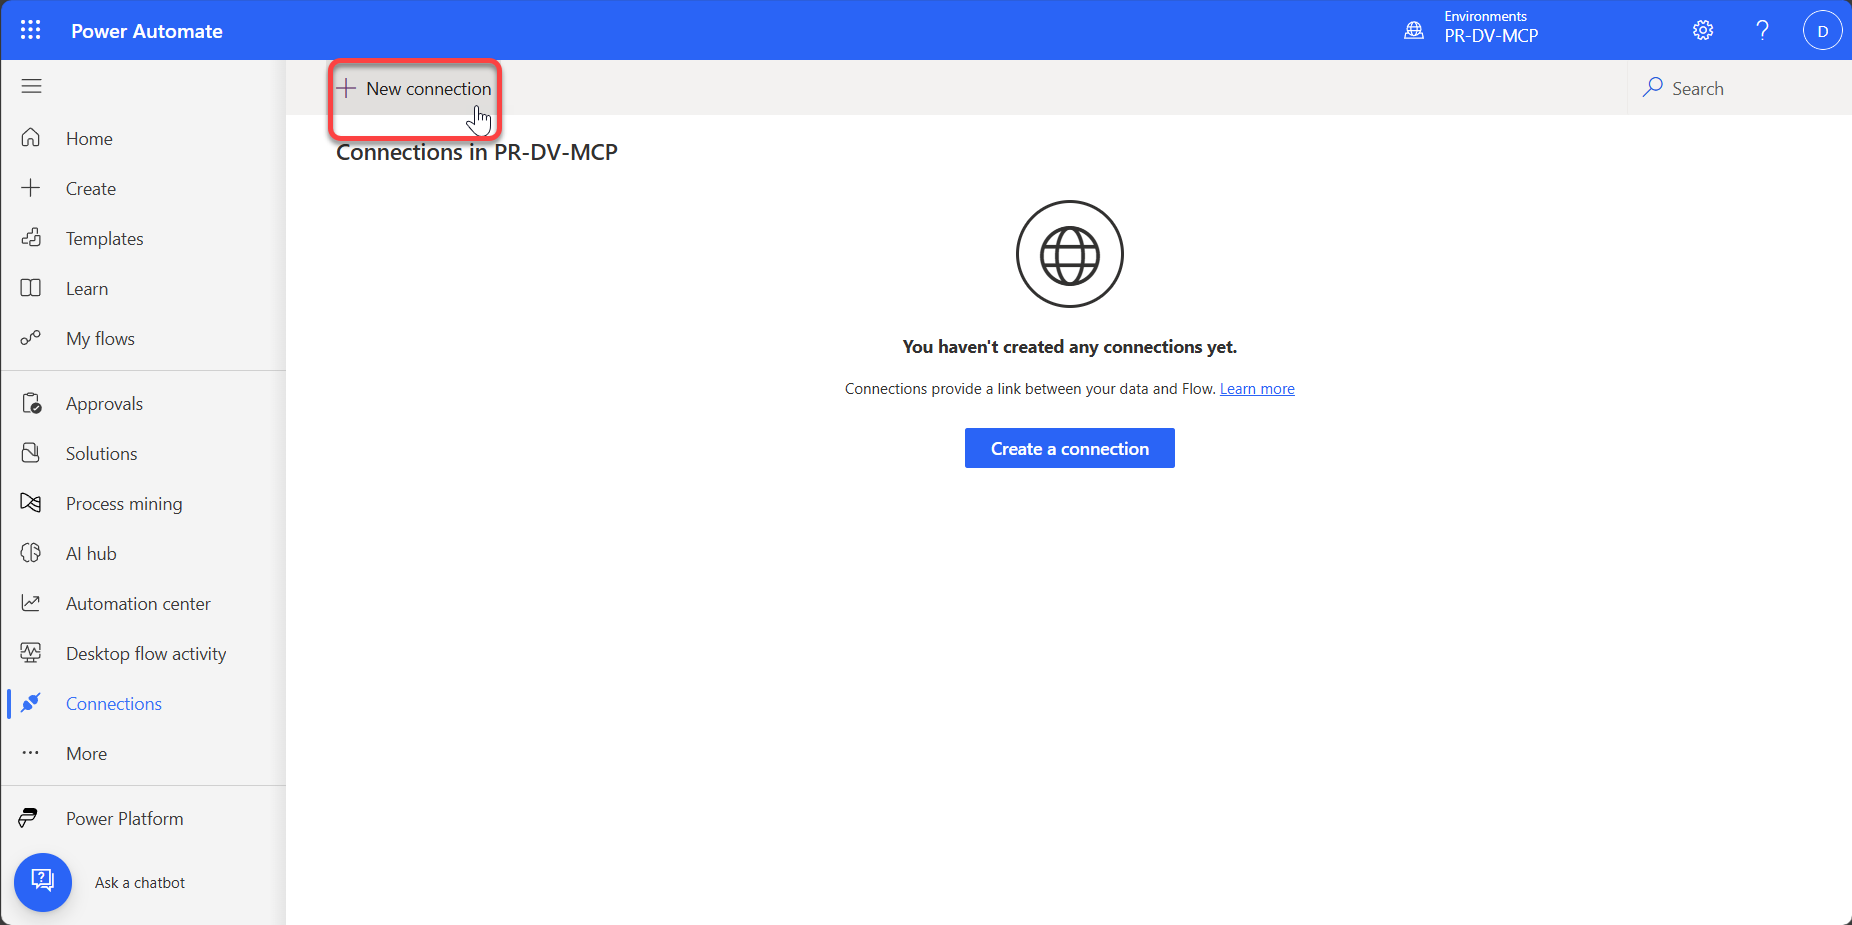 Power Automate
Environments
PR-DV-MCP
?
D
New connection
Search
Home
Create
Templates
Learn
My flows
Approvals
Solutions
Process mining
AI hub
Automation center
Desktop flow activity
Connections
More
Power Platform
Ask a chatbot
Connections in PR-DV-MCP
You haven't created any connections yet.
Connections provide a link between your data and Flow. Learn more
Create a connection